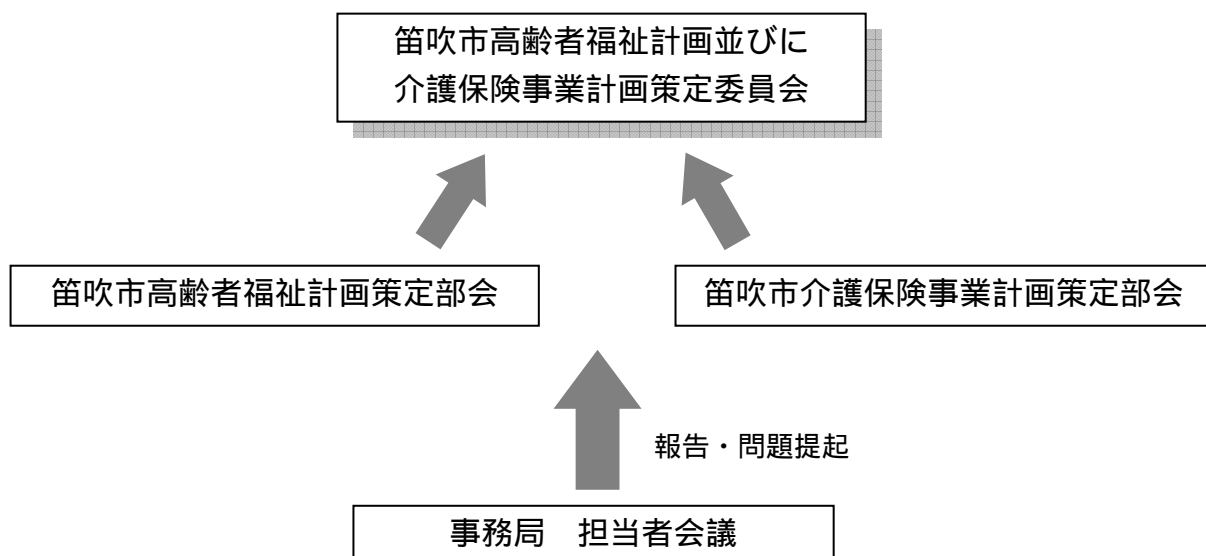 笛吹市高齢者福祉計画並びに
介護保険事業計画策定委員会
笛吹市高齢者福祉計画策定部会
笛吹市介護保険事業計画策定部会
報告・問題提起
事務局　担当者会議